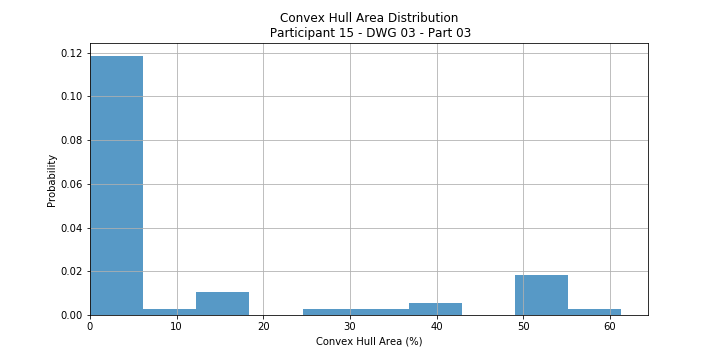 Convex Hull Area Distribution
Participant 15 - DWG 03 - Part 03
0.12
0.10
0.08
0.06
0.04
0.02
0.00
Probability
0 10 20 30 40 50 60
Convex Hull Area (%)